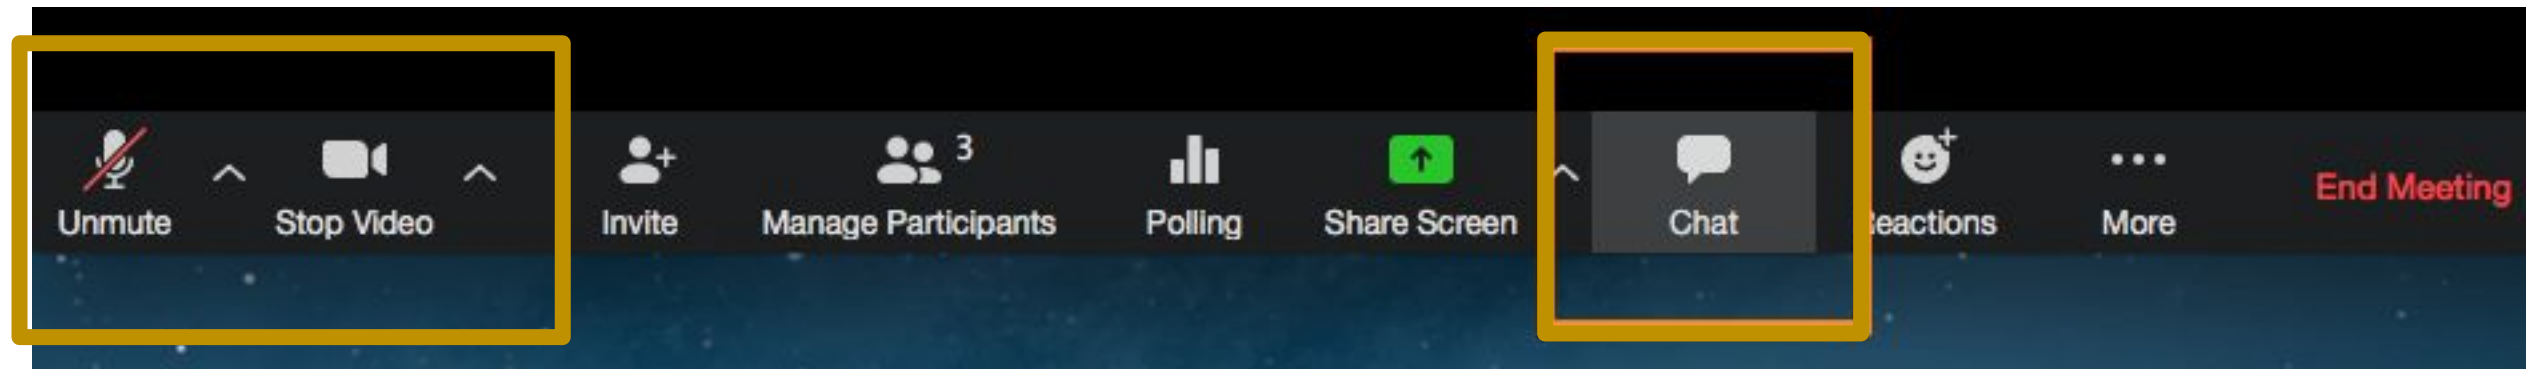 3
Unmute
Stop Video
Invite
Manage Participants
Polling
Share Screen
Chat
eactions
More
End Meeting